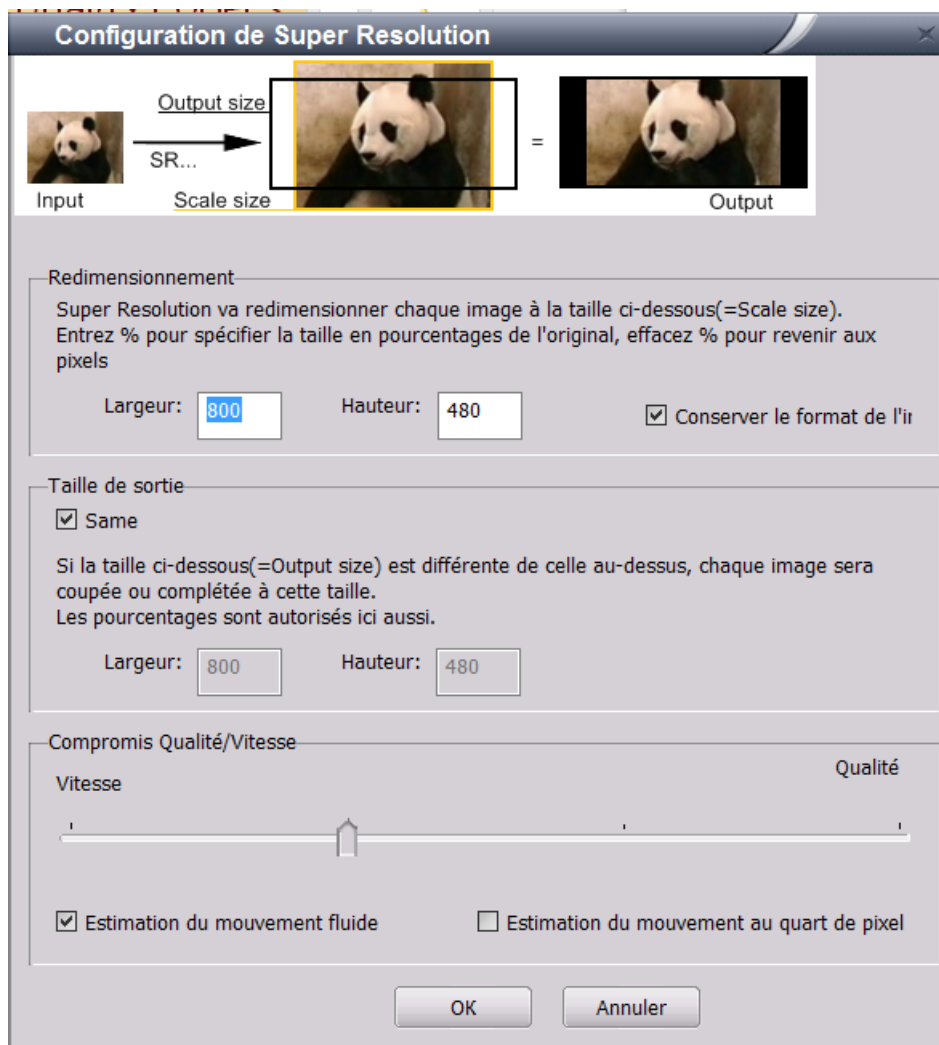 Configuration de Super Resolution
Output size
SR...
=
Input
Scale size
Output
Redimensionnement
Super Resolution va redimensionner chaque image à la taille ci-dessous(=Scale size).
Entrez % pour spécifier la taille en pourcentages de l'original, effacez % pour revenir aux
pixels
Largeur: 800 Hauteur: 480 Conserver le format de l'ir
Taille de sortie
Same
Si la taille ci-dessous(=Output size) est différente de celle au-dessus, chaque image sera
coupée ou complétée à cette taille.
Les pourcentages sont autorisés ici aussi.
Largeur: 800 Hauteur: 480
Compromis Qualité/Vitesse
Qualité
Vitesse
Estimation du mouvement fluide Estimation du mouvement au quart de pixel
OK Annuler